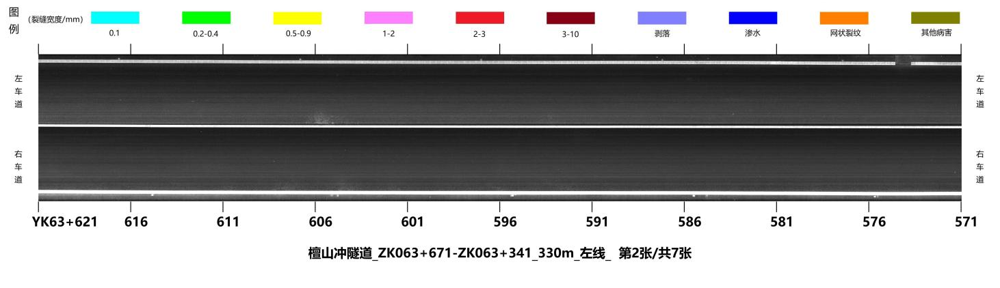 图例 (裂缝宽度/mm) 0.1 0.2-0.4 0.5-0.9 1-2 2-3 3-10 剥落 渗水 网状裂纹 其他病害
左车道 左车道
右车道 右车道
YK63+621 616 611 606 601 596 591 586 581 576 571
檀山冲隧道_ZK063+671-ZK063+341_330m_左线_ 第2张/共7张